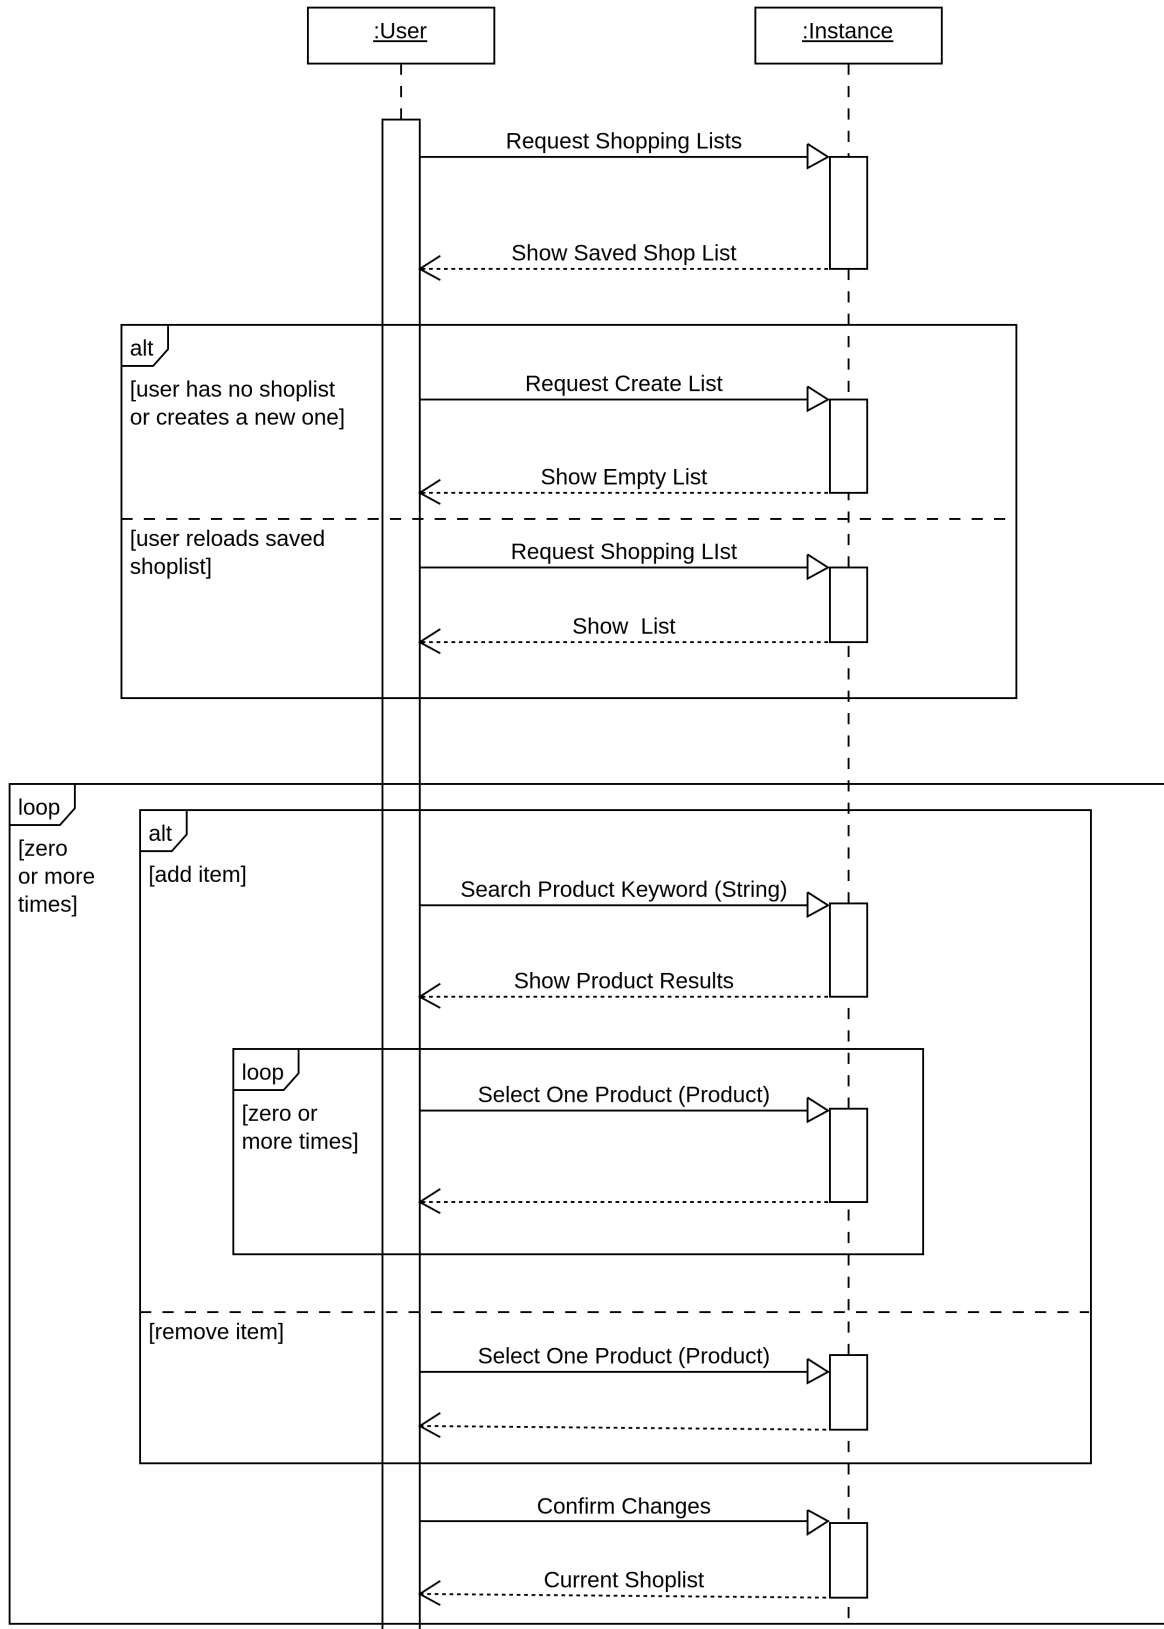 :User
:Instance
Request Shopping Lists
Show Saved Shop List
alt
[user has no shoplist
or creates a new one]
Request Create List
Show Empty List
[user reloads saved
shoplist]
Request Shopping LIst
Show  List
loop
[zero
or more
times]
alt
[add item]
Search Product Keyword (String)
Show Product Results
loop
[zero or
more times]
Select One Product (Product)
[remove item]
Select One Product (Product)
Confirm Changes
Current Shoplist